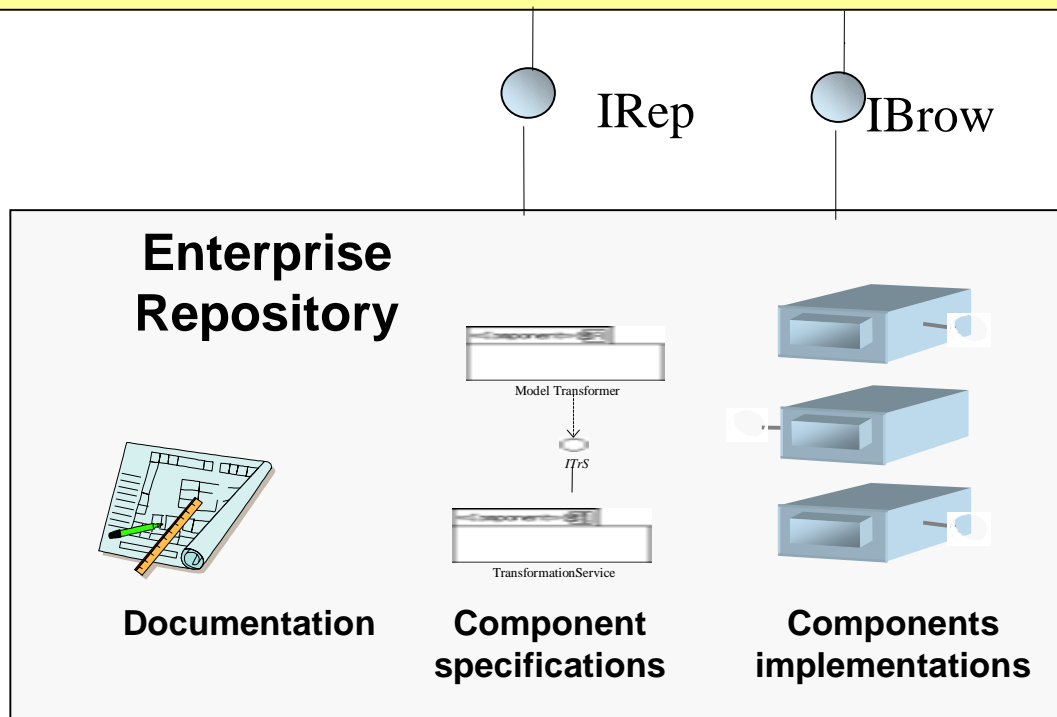 IRep
IBrow
Enterprise
Repository
Model Transformer
ITrS
TransformationService
Documentation
Component
specifications
Components
implementations